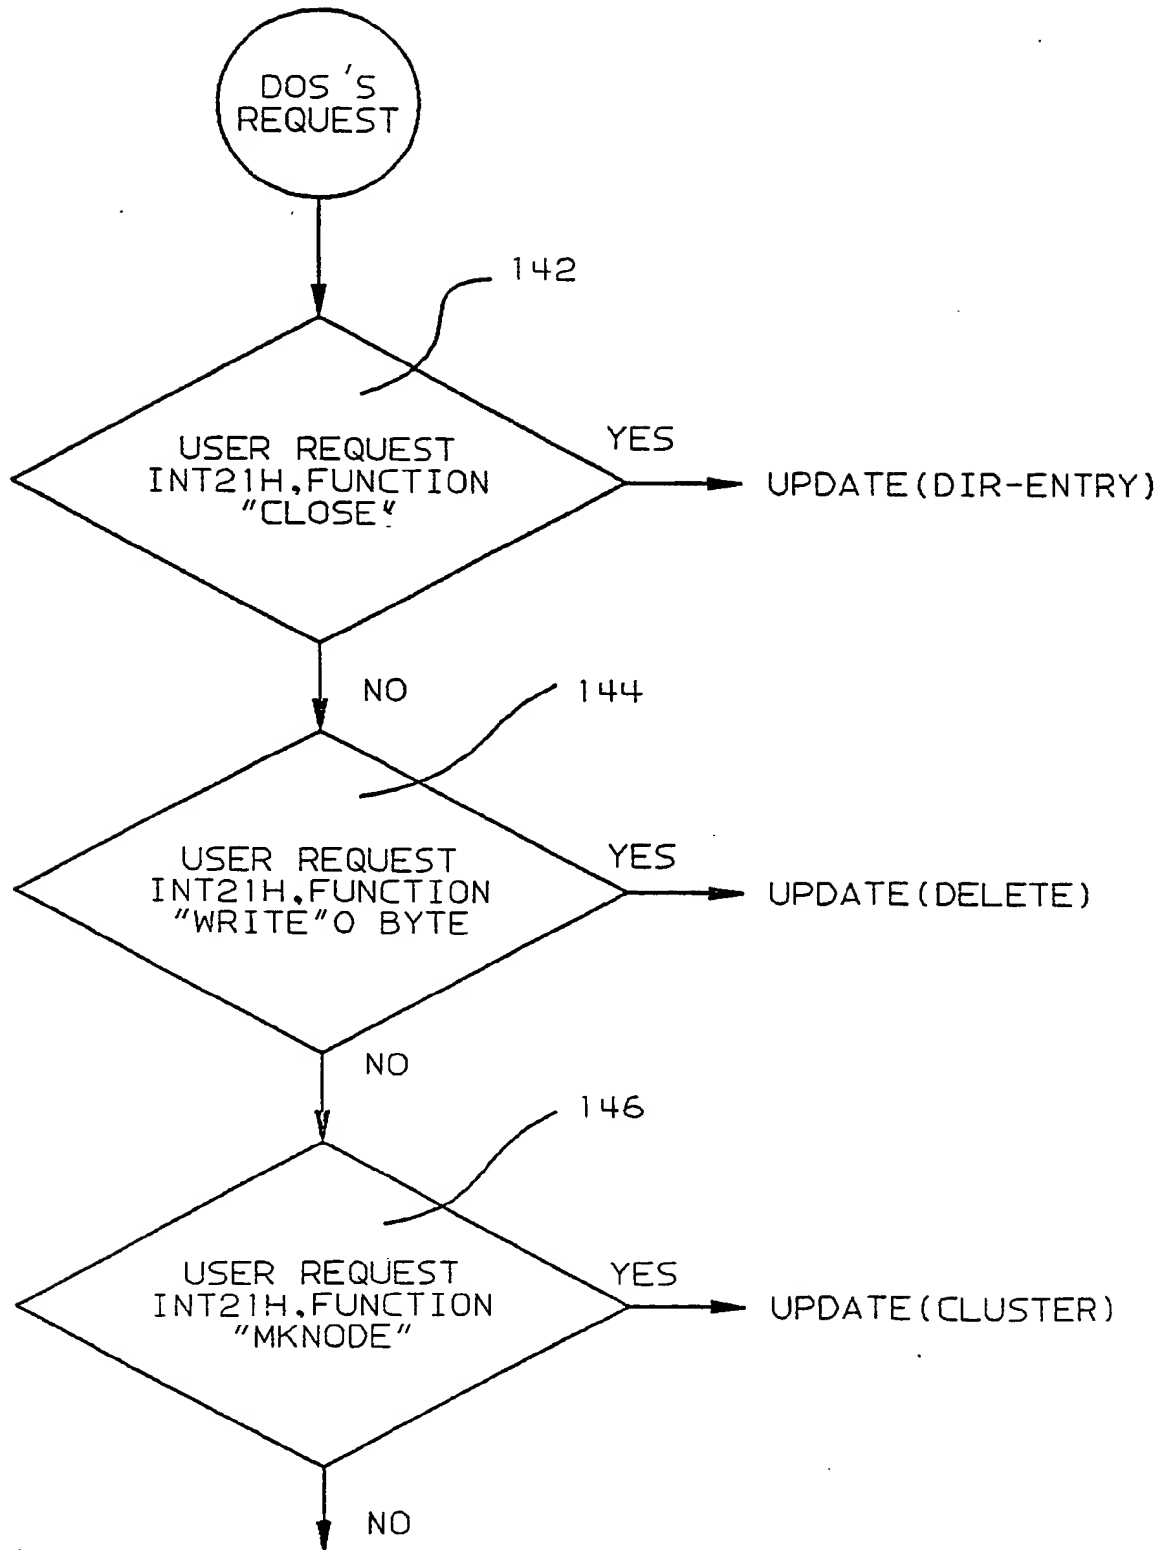 DOS'S
REQUEST
142
USER REQUEST
INT21H.FUNCTION
"CLOSE"
YES
UPDATE(DIR-ENTRY)
NO
144
USER REQUEST
INT21H.FUNCTION
"WRITE"0 BYTE
YES
UPDATE(DELETE)
NO
146
USER REQUEST
INT21H.FUNCTION
"MKNODE"
YES
UPDATE(CLUSTER)
NO